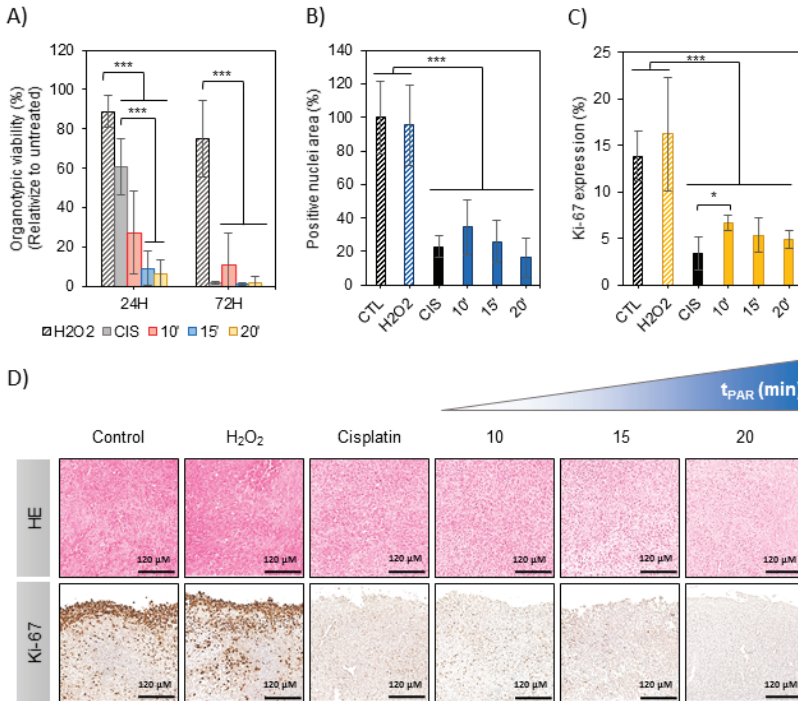 A)
Organotypic viability (%)
(Relativize to untreated)
120
100
80
60
40
20
0
***
***
***
24H
72H
H2O2 CIS 10' 15' 20'
B)
Positive nuclei area (%)
140
120
100
80
60
40
20
0
***
CTL
H2O2
CIS
10'
15'
20'
C)
Ki-67 expression (%)
25
20
15
10
5
0
***
*
CTL
H2O2
CIS
10'
15'
20'
D)
tPAR (min)
Control H2O2 Cisplatin 10 15 20
HE
120 µM 120 µM 120 µM 120 µM 120 µM 120 µM
Ki-67
120 µM 120 µM 120 µM 120 µM 120 µM 120 µM